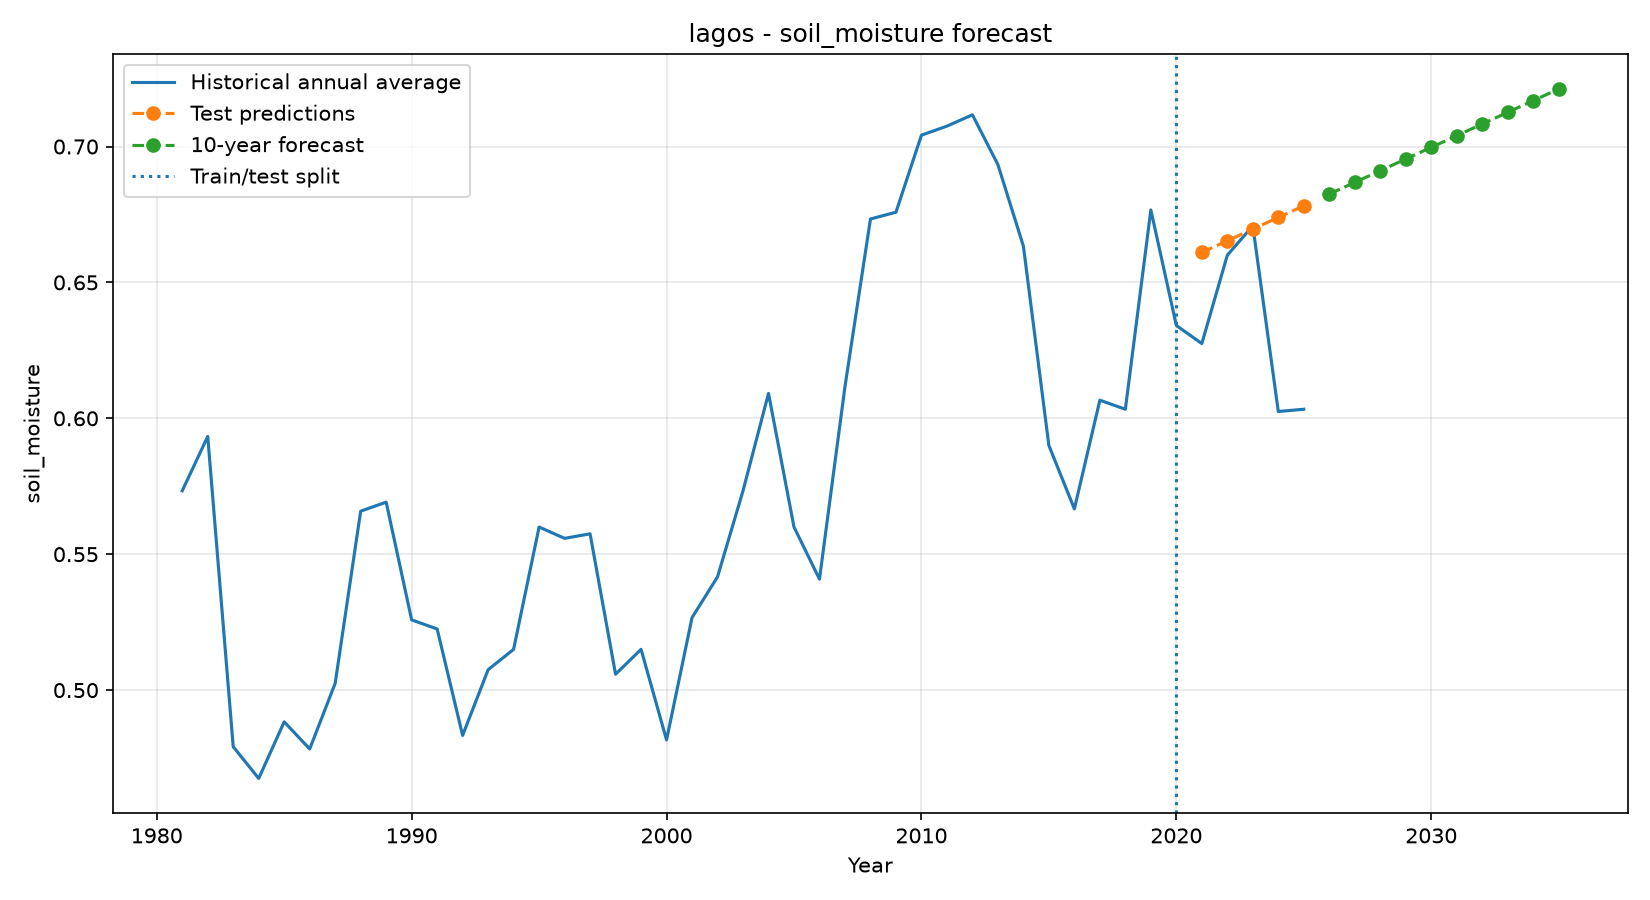 lagos - soil_moisture forecast
Historical annual average
Test predictions
10-year forecast
Train/test split
soil_moisture
0.70
0.65
0.60
0.55
0.50
1980 1990 2000 2010 2020 2030
Year